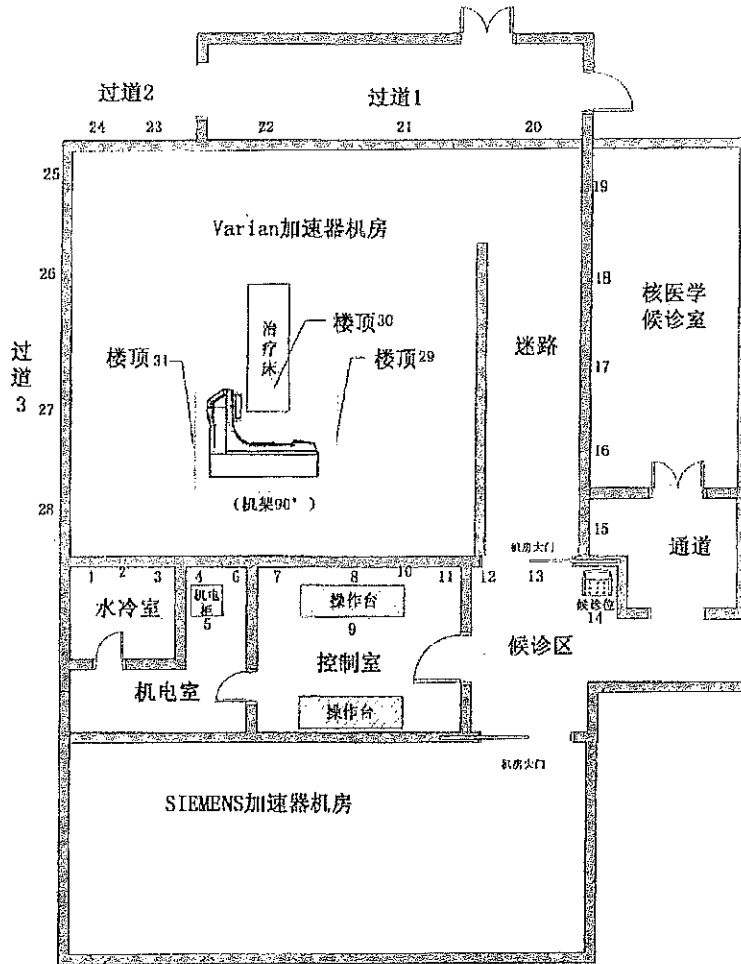 过道2
过道1
24
23
22
21
20
25
19
Varian加速器机房
26
18
核医学
候诊室
治疗床
楼顶30
迷路
过道3
楼顶31
楼顶29
27
17
16
28
(机架90°)
15
机房大门
通道
1
2
3
4
6
7
8
10
11
12
13
水冷室
机电柜
5
操作台
9
候诊位
14
控制室
候诊区
机电室
操作台
机房大门
SIEMENS加速器机房